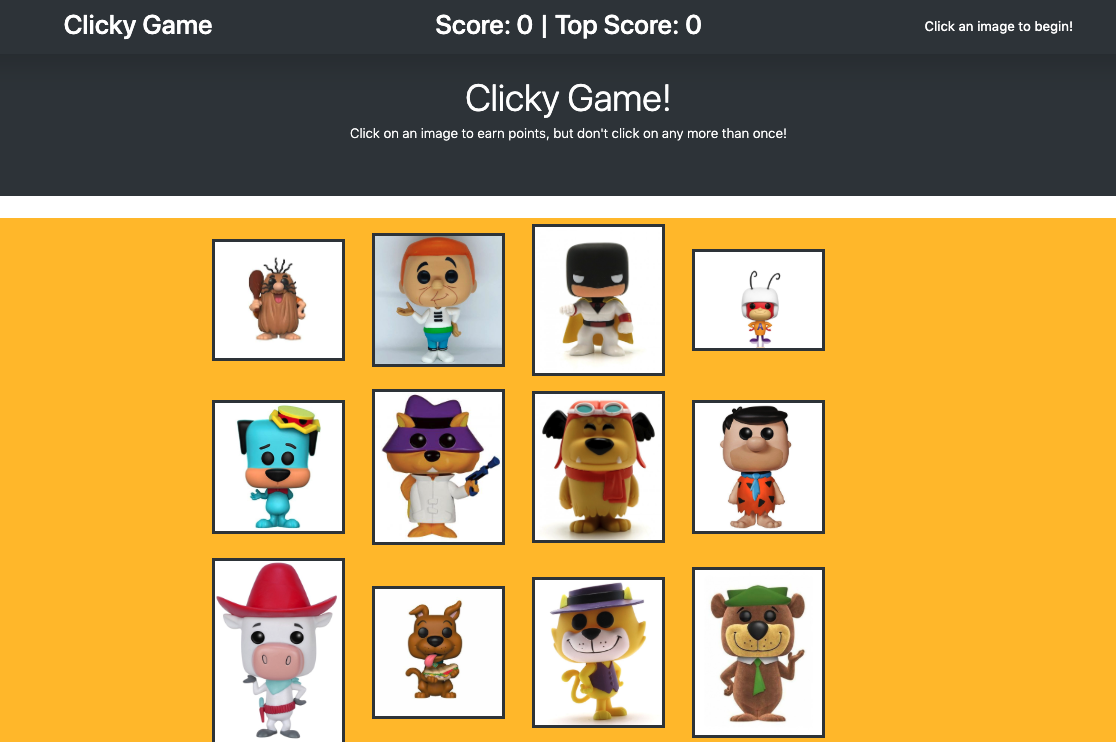 Clicky Game
Score: 0 | Top Score: 0
Click an image to begin!
Clicky Game!
Click on an image to earn points, but don't click on any more than once!
A